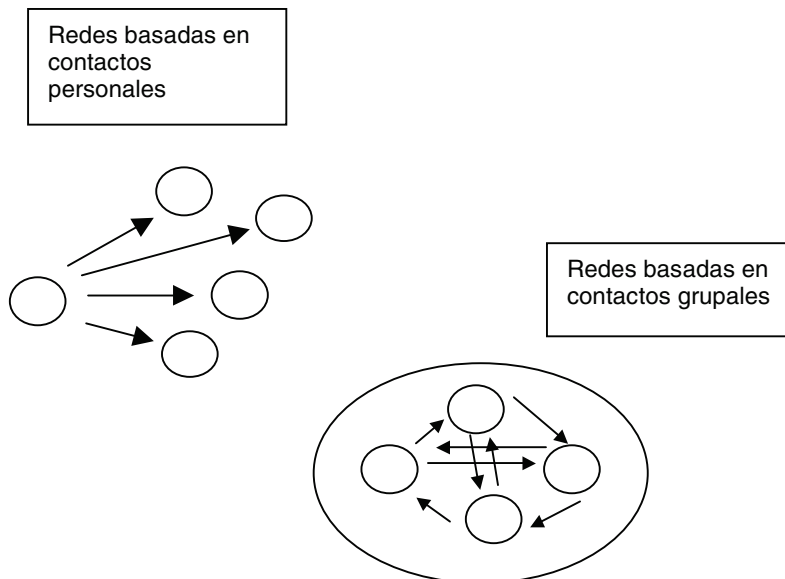 Redes basadas en
contactos
personales
Redes basadas en
contactos grupales